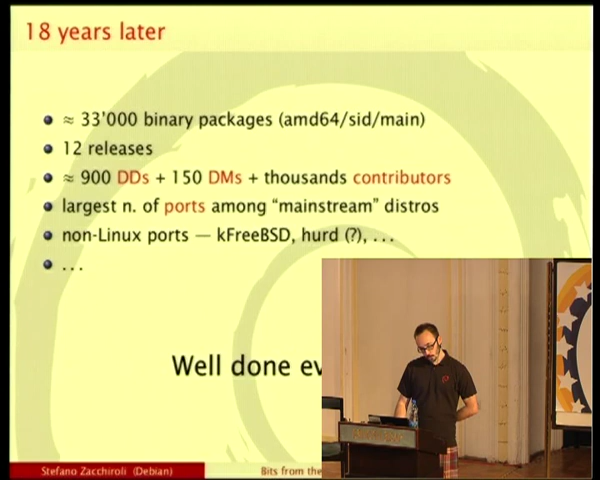 18 years later
≈ 33'000 binary packages (amd64/sid/main)
12 releases
≈ 900 DDs + 150 DMs + thousands contributors
largest n. of ports among “mainstream” distros
non-Linux ports — kFreeBSD, hurd (?), ...
...
Well done ev
Stefano Zacchiroli (Debian)
Bits from the